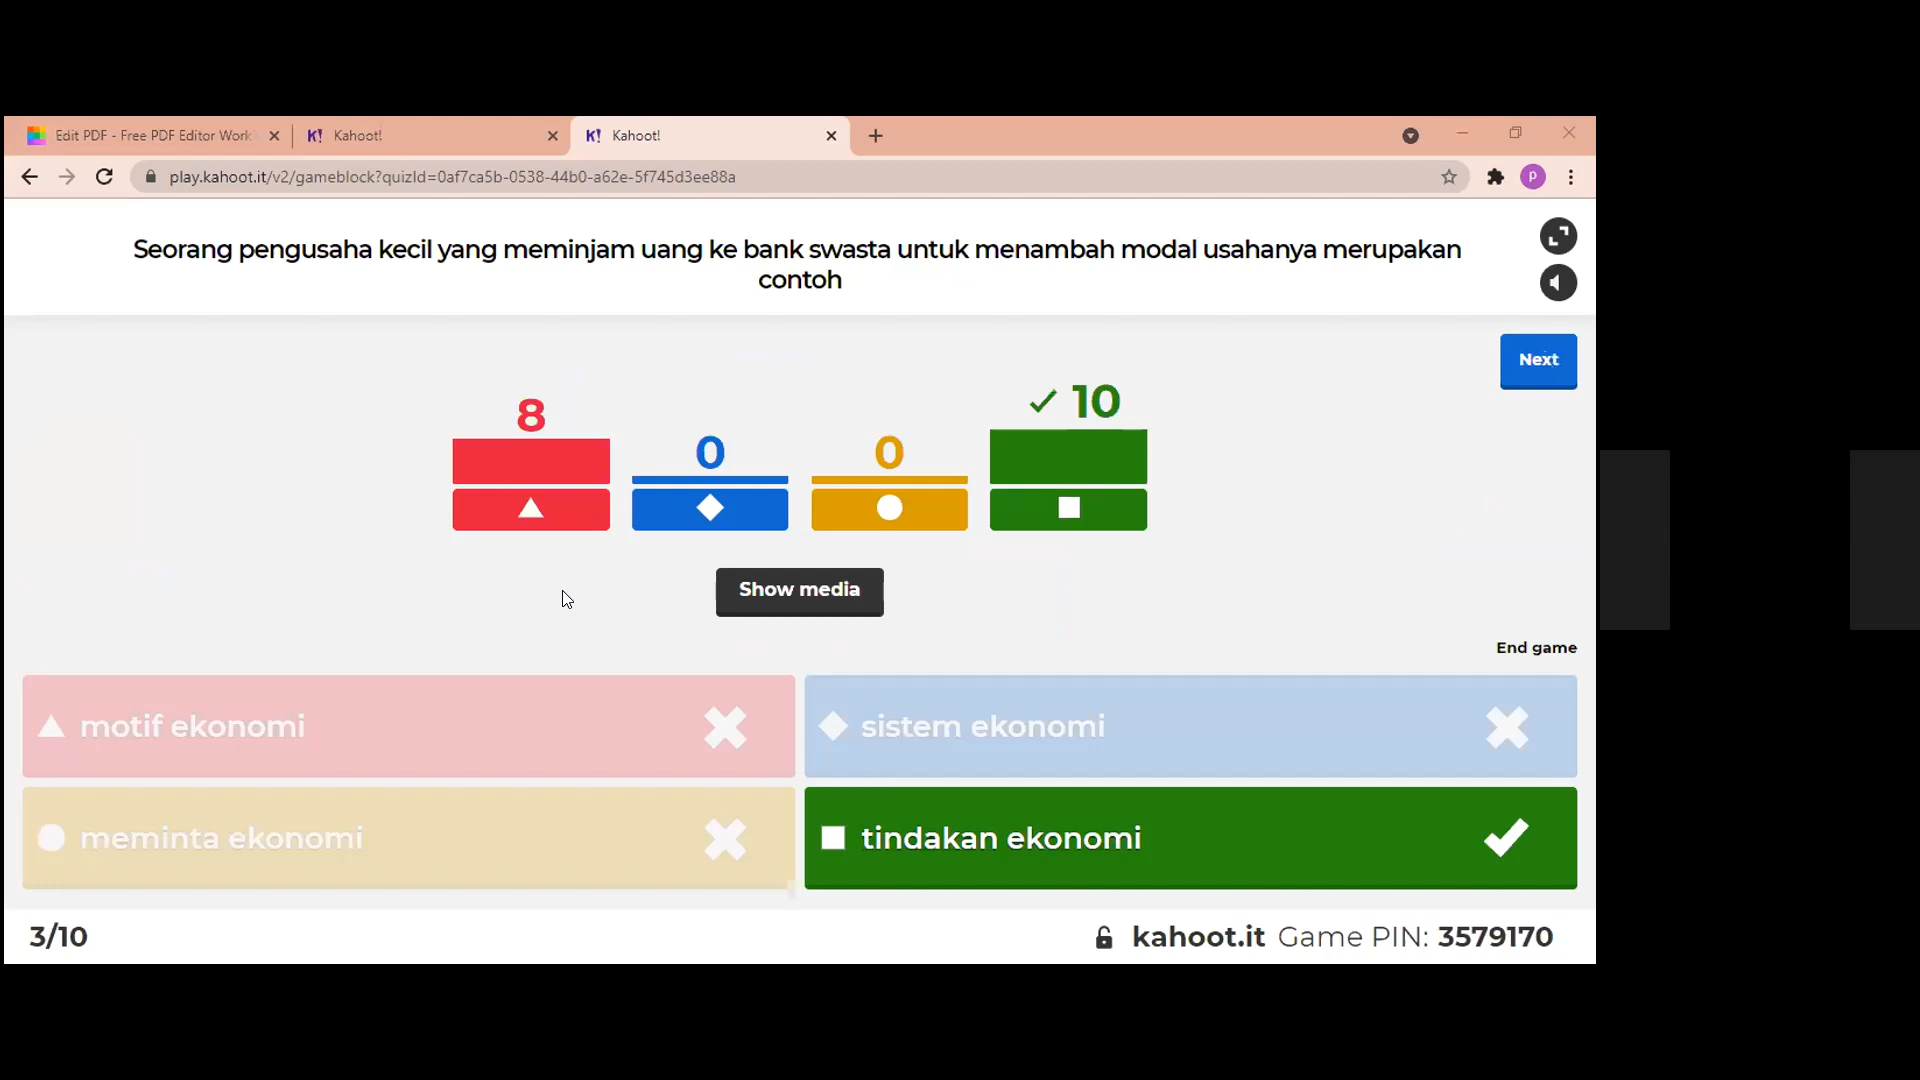 Edit PDF - Free PDF Editor Work
K! Kahoot!
K! Kahoot!
play.kahoot.it/v2/gameblock?quizId=0af7ca5b-0538-44b0-a62e-5f745d3ee88a
P
Seorang pengusaha kecil yang meminjam uang ke bank swasta untuk menambah modal usahanya merupakan
contoh
Next
8
0
0
10
Show media
End game
motif ekonomi
sistem ekonomi
meminta ekonomi
tindakan ekonomi
3/10
kahoot.it Game PIN: 3579170